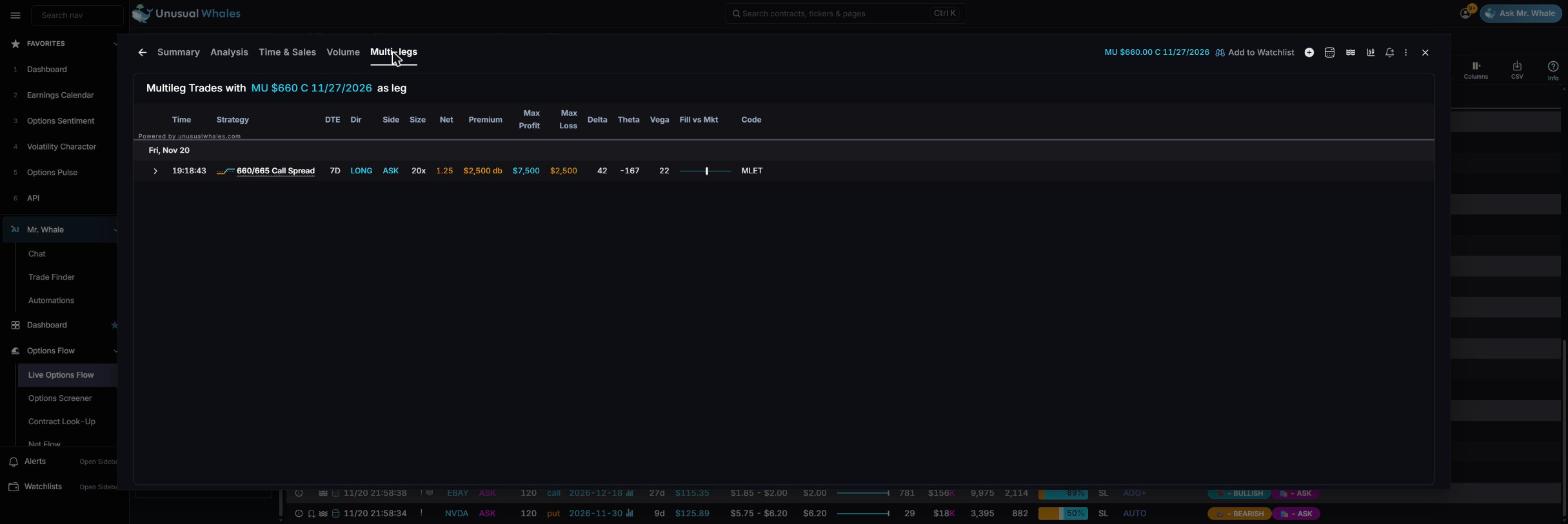 Search nav
Unusual Whales
Search contracts, tickers & pages Ctrl K
9+
Ask Mr. Whale
FAVORITES
1 Dashboard
2 Earnings Calendar
3 Options Sentiment
4 Volatility Character
5 Options Pulse
6 API
Mr. Whale
Chat
Trade Finder
Automations
Dashboard
Options Flow
Live Options Flow
Options Screener
Contract Look-Up
Net Flow
Alerts Open Sideba
Watchlists Open Sideba
Summary Analysis Time & Sales Volume Multi-legs
MU $660.00 C 11/27/2026 Add to Watchlist
Columns CSV Info
Multileg Trades with MU $660 C 11/27/2026 as leg
Time Strategy DTE Dir Side Size Net Premium Max Profit Max Loss Delta Theta Vega Fill vs Mkt Code
Powered by unusualwhales.com
Fri, Nov 20
19:18:43 660/665 Call Spread 7D LONG ASK 20x 1.25 $2,500 db $7,500 $2,500 42 -167 22 MLET
11/20 21:58:38 EBAY ASK 120 call 2026-12-18 27d $115.35 $1.85 - $2.00 $2.00 781 $156K 9,975 2,114 SL - BULLISH - ASK
11/20 21:58:34 NVDA ASK 120 put 2026-11-30 9d $125.89 $5.75 - $6.20 $6.20 29 $18K 3,395 882 50% SL AUTO - BEARISH - ASK